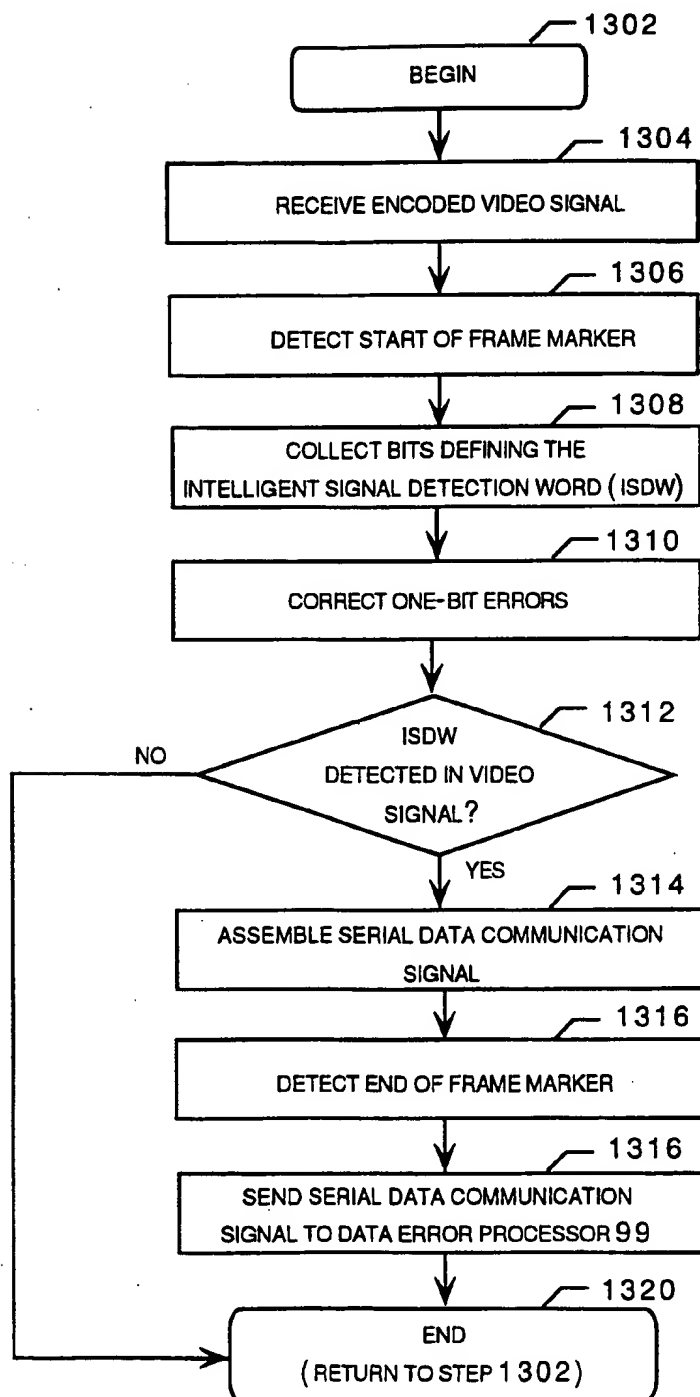 1302
BEGIN
1304
RECEIVE ENCODED VIDEO SIGNAL
1306
DETECT START OF FRAME MARKER
1308
COLLECT BITS DEFINING THE
INTELLIGENT SIGNAL DETECTION WORD (ISDW)
1310
CORRECT ONE-BIT ERRORS
1312
ISDW
DETECTED IN VIDEO
SIGNAL?
NO
YES
1314
ASSEMBLE SERIAL DATA COMMUNICATION
SIGNAL
1316
DETECT END OF FRAME MARKER
1316
SEND SERIAL DATA COMMUNICATION
SIGNAL TO DATA ERROR PROCESSOR 99
1320
END
(RETURN TO STEP 1302)